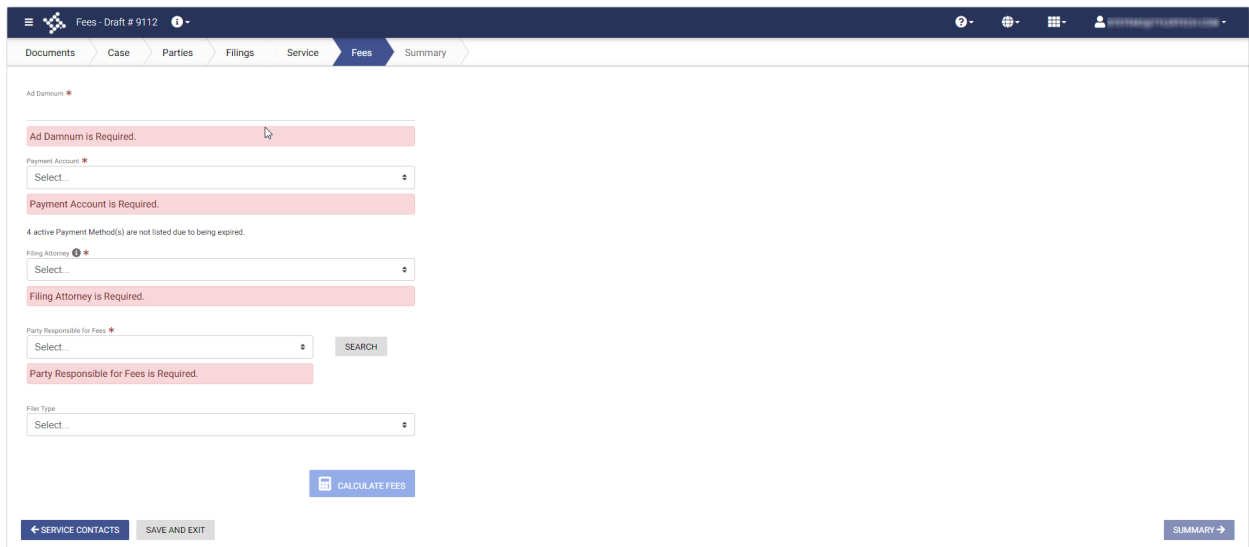 Fees - Draft # 9112
Documents Case Parties Filings Service Fees Summary
Ad Damnum *
Ad Damnum is Required.
Payment Account *
Select...
Payment Account is Required.
4 active Payment Method(s) are not listed due to being expired.
Filing Attorney *
Select...
Filing Attorney is Required.
Party Responsible for Fees *
Select... SEARCH
Party Responsible for Fees is Required.
Filer Type
Select...
CALCULATE FEES
SERVICE CONTACTS SAVE AND EXIT SUMMARY